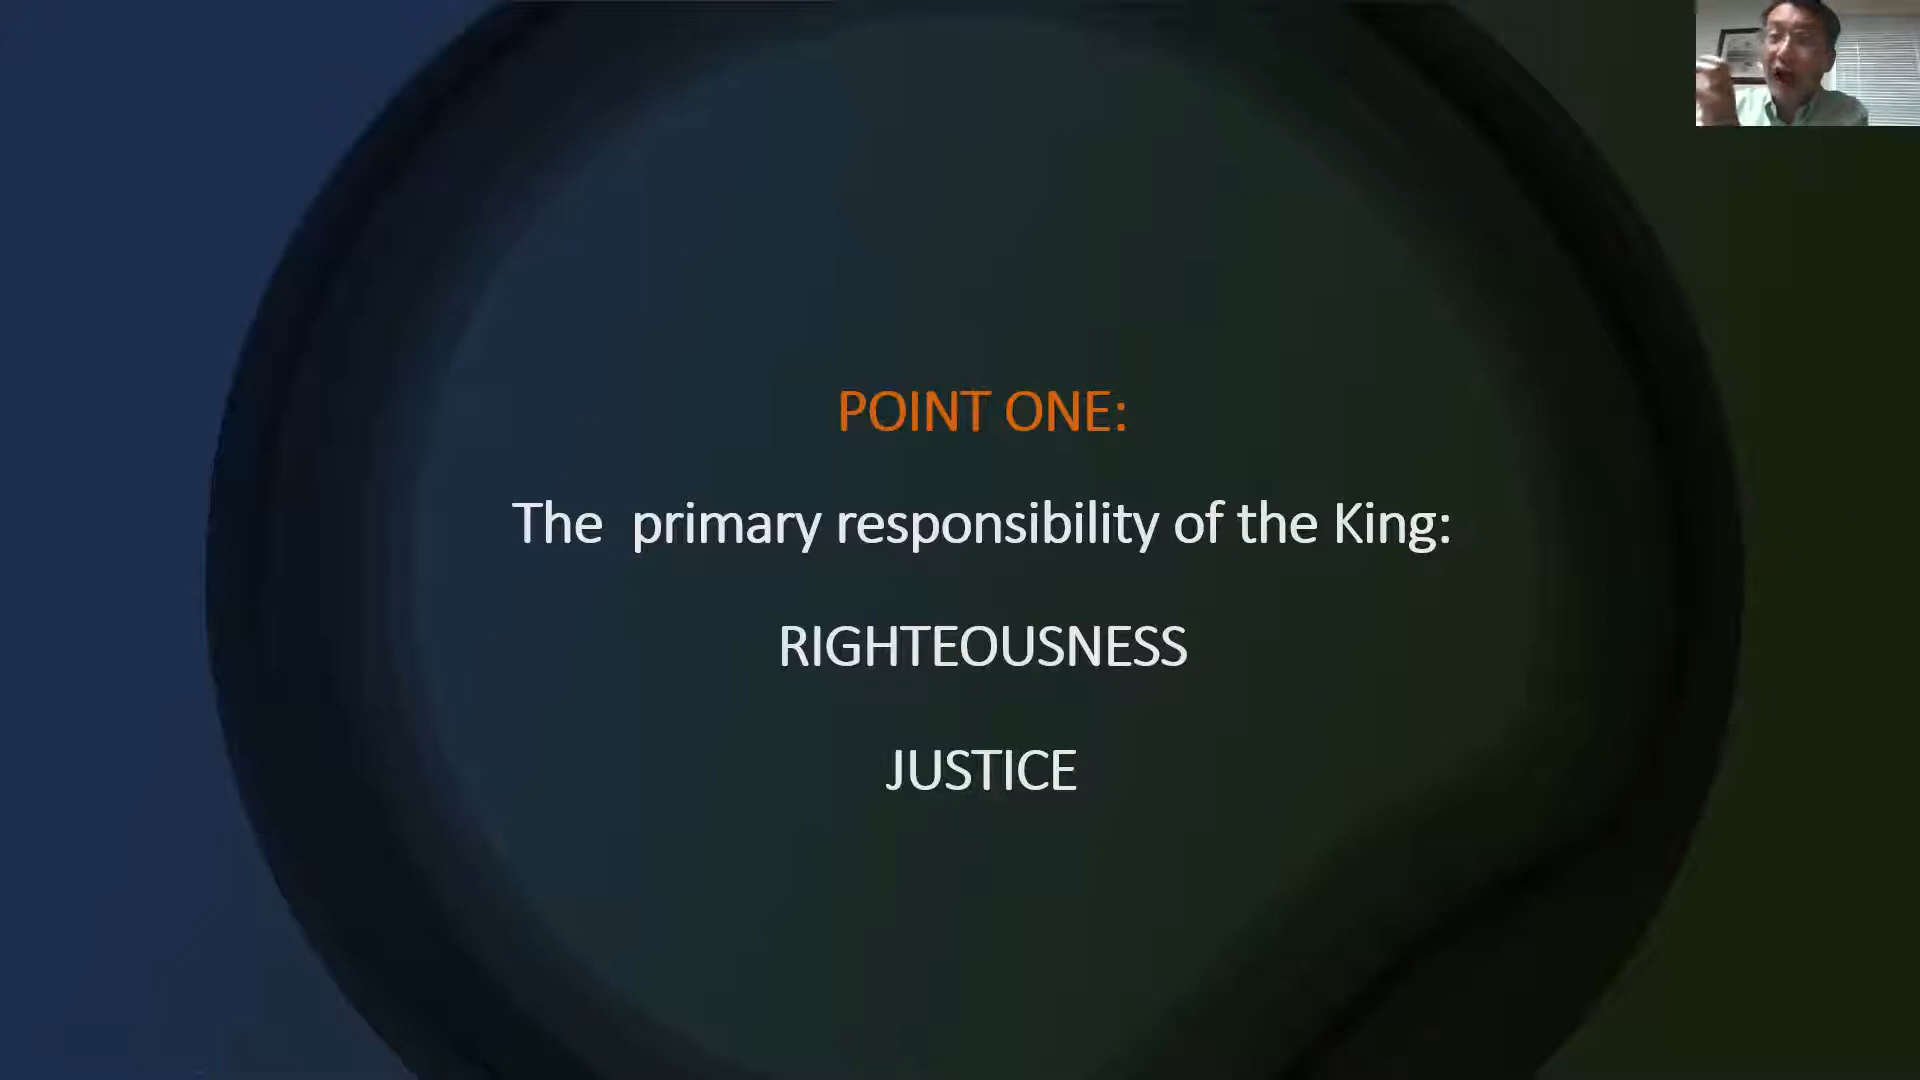 POINT ONE:
The  primary responsibility of the King:
RIGHTEOUSNESS
JUSTICE